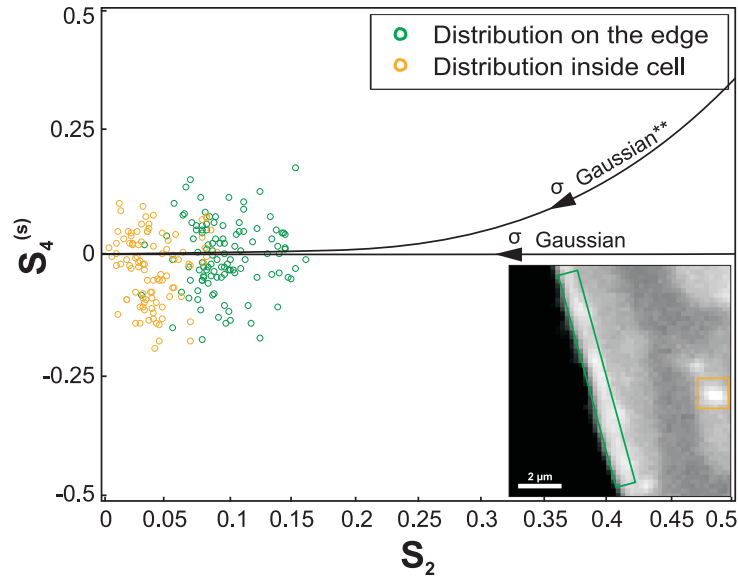 Distribution on the edge
Distribution inside cell
0.5
0.25
0
-0.25
-0.5
S4(s)
σ Gaussian**
σ Gaussian
2 µm
0 0.05 0.1 0.15 0.2 0.25 0.3 0.35 0.4 0.45 0.5
S2